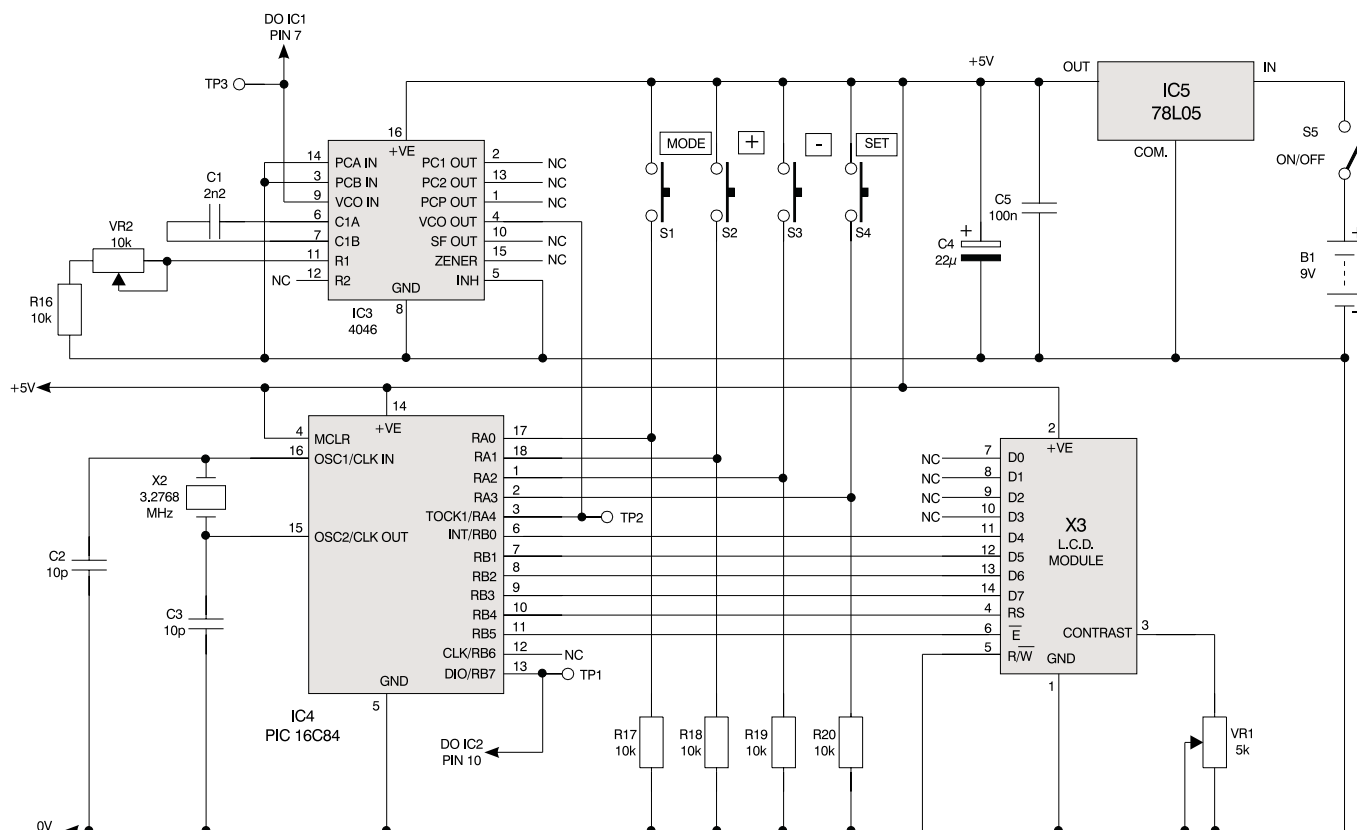 DO IC1
PIN 7
TP3
+5V
OUT
IN
IC5
78L05
COM.
S5
ON/OFF
16
+VE
14 PCA IN
3 PCB IN
9 VCO IN
6 C1A
7 C1B
11 R1
NC 12 R2
PC1 OUT 2 NC
PC2 OUT 13 NC
PCP OUT 1 NC
VCO OUT 4
SF OUT 10 NC
ZENER 15 NC
INH 5
GND
8
IC3
4046
C1
2n2
VR2
10k
R16
10k
MODE
+
-
SET
S1
S2
S3
S4
+
C4
22µ
C5
100n
+
B1
9V
-
+5V
14
+VE
4 MCLR
16 OSC1/CLK IN
15 OSC2/CLK OUT
X2
3,2768
MHz
C2
10p
C3
10p
RA0 17
RA1 18
RA2 1
RA3 2
TOCK1/RA4 3
TP2
INT/RB0 6
RB1 7
RB2 8
RB3 9
RB4 10
RB5 11
CLK/RB6 12 NC
DIO/RB7 13
TP1
GND
5
IC4
PIC 16C84
DO IC2
PIN 10
R17
10k
R18
10k
R19
10k
R20
10k
2
+VE
NC 7 D0
NC 8 D1
NC 9 D2
NC 10 D3
11 D4
12 D5
13 D6
14 D7
4 RS
6 E̅
5 R/W̅
X3
L.C.D.
MODULE
CONTRAST 3
GND
1
VR1
5k
0V